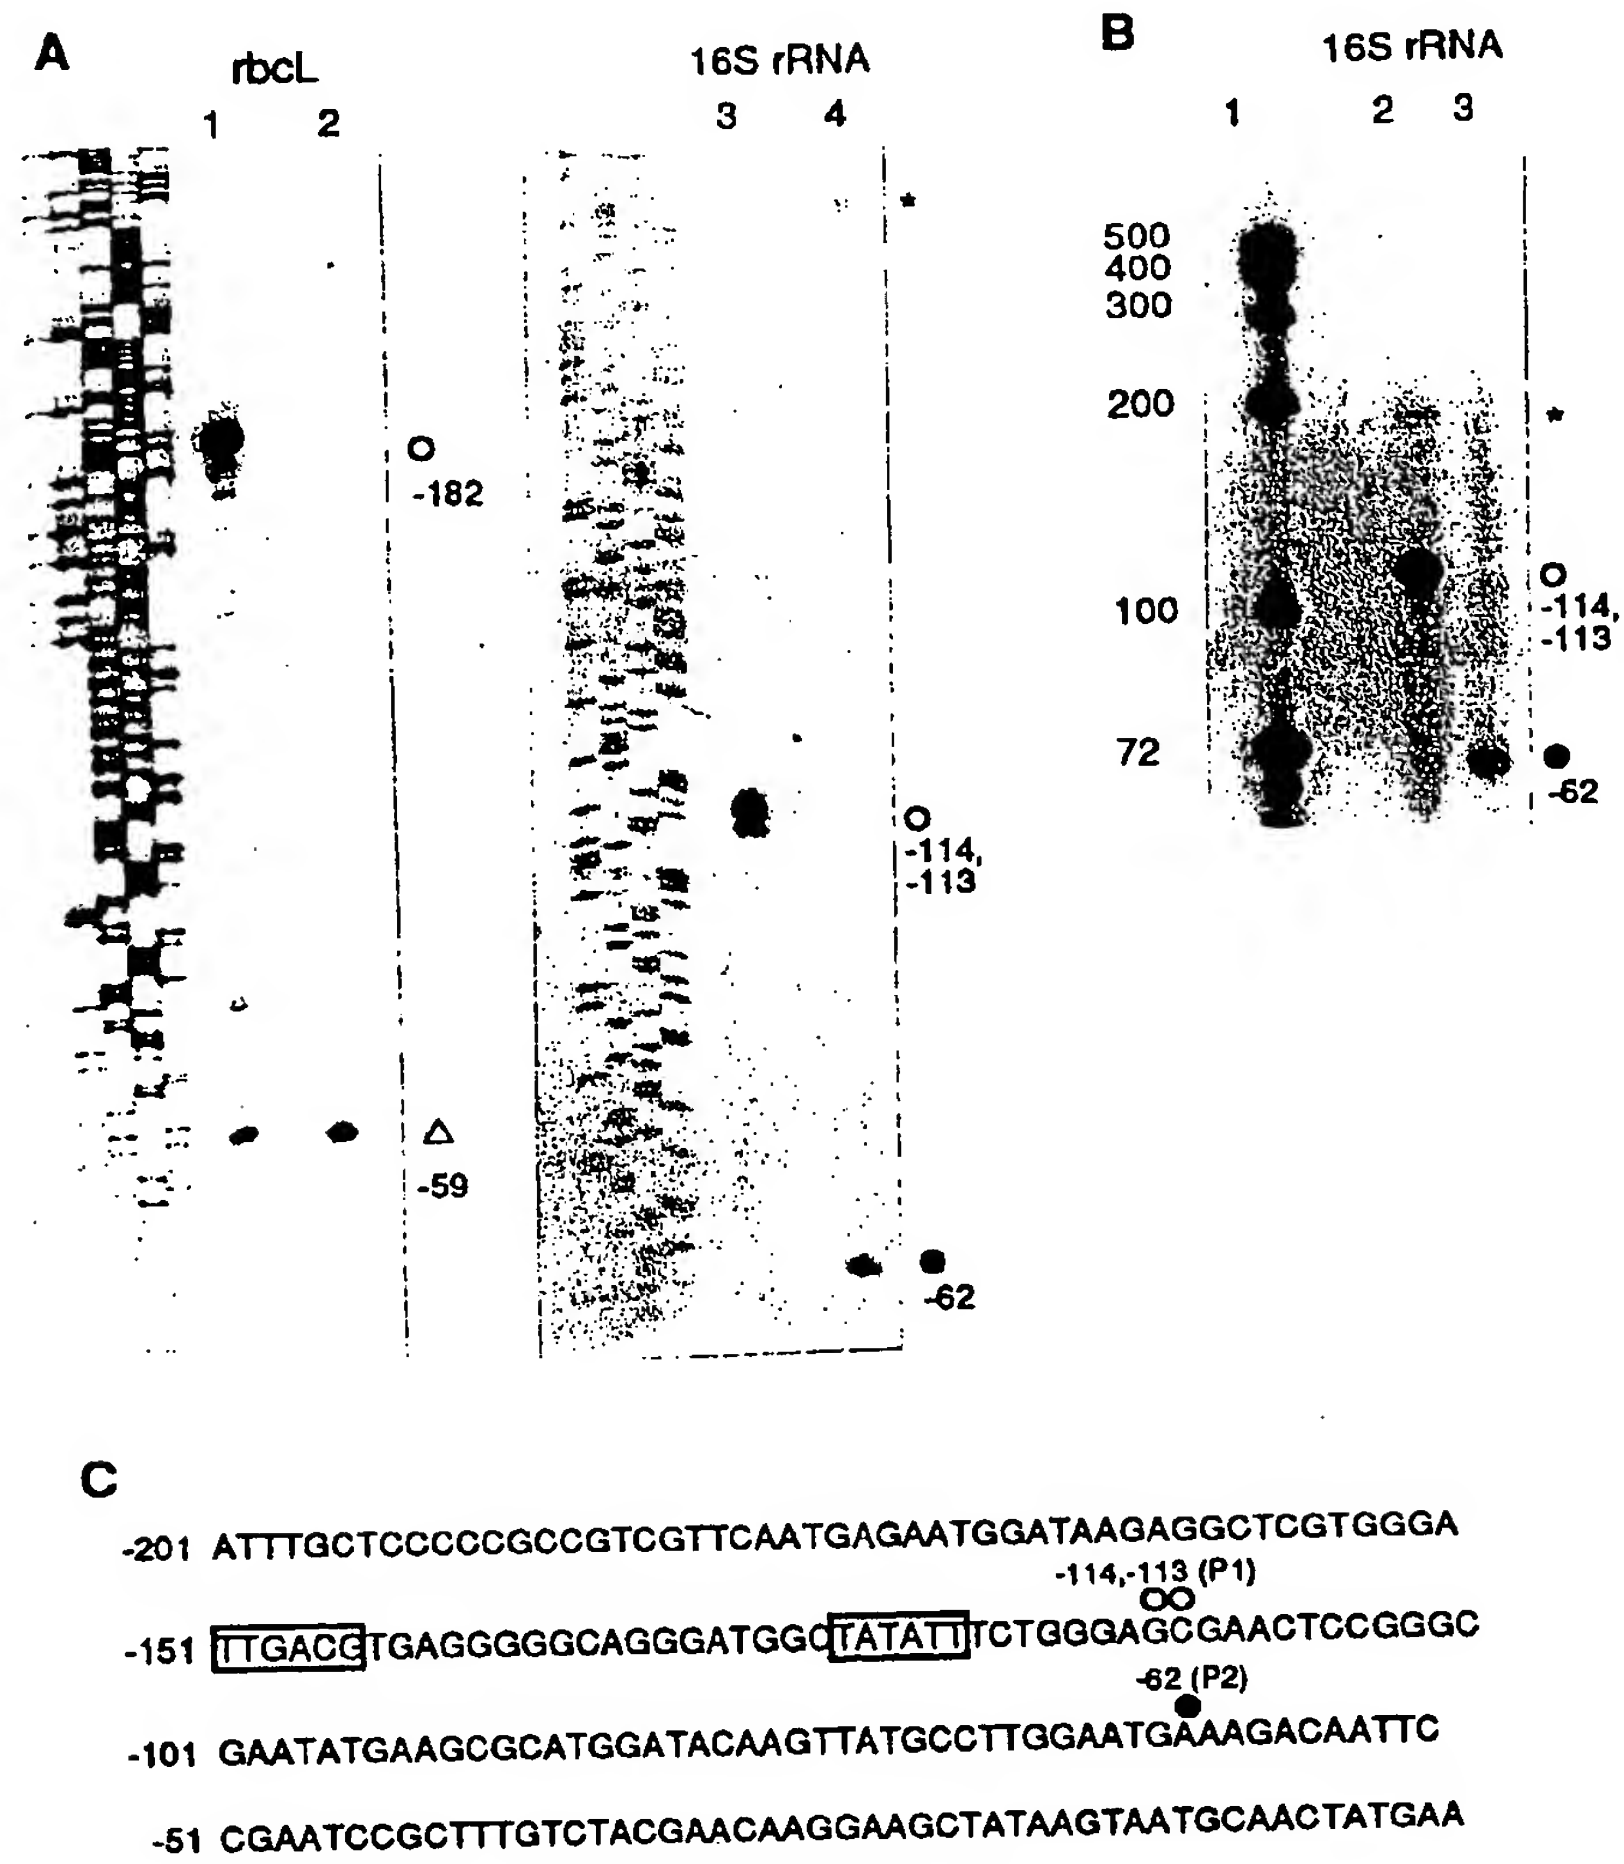 A
rbcL
16S rRNA
1 2 3 4
*
-182
-114,
-113
-59
-62
B
16S rRNA
1 2 3
500
400
300
200
*
100
-114,
-113
72
-62
C
-201 ATTTGCTCCCCCGCCGTCGTTCAATGAGAATGGATAAGAGGCTCGTGGGA
-114,-113 (P1)
-151 TTGACGTGAGGGGGCAGGGATGGCTATATTTCTGGGAGCGAACTCCGGGC
-62 (P2)
-101 GAATATGAAGCGCATGGATACAAGTTATGCCTTGGAATGAAAGACAATTC
-51 CGAATCCGCTTTGTCTACGAACAAGGAAGCTATAAGTAATGCAACTATGAA